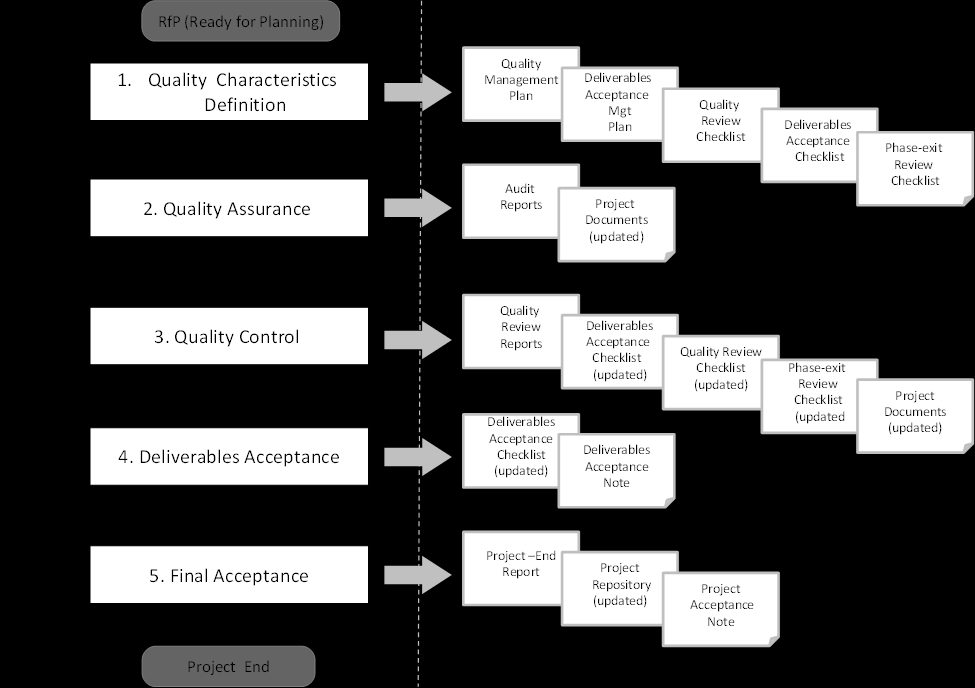 RfP (Ready for Planning)
1. Quality Characteristics
Definition
Quality
Management
Plan
Deliverables
Acceptance
Mgt
Plan
Quality
Review
Checklist
Deliverables
Acceptance
Checklist
Phase-exit
Review
Checklist
2. Quality Assurance
Audit
Reports
Project
Documents
(updated)
3. Quality Control
Quality
Review
Reports
Deliverables
Acceptance
Checklist
(updated)
Quality Review
Checklist
(updated)
Phase-exit
Review
Checklist
(updated
Project
Documents
(updated)
4. Deliverables Acceptance
Deliverables
Acceptance
Checklist
(updated)
Deliverables
Acceptance
Note
5. Final Acceptance
Project –End
Report
Project
Repository
(updated)
Project
Acceptance
Note
Project End